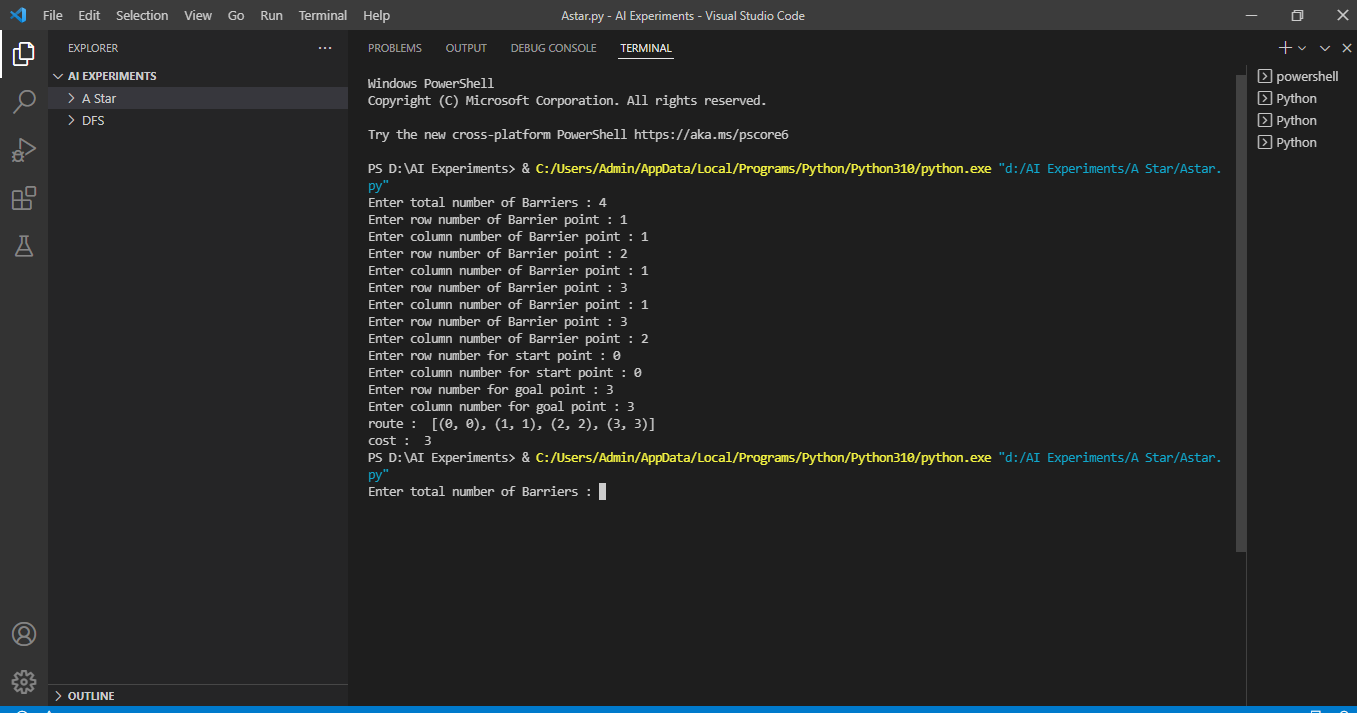 File Edit Selection View Go Run Terminal Help
Astar.py - AI Experiments - Visual Studio Code
EXPLORER
AI EXPERIMENTS
A Star
DFS
OUTLINE
PROBLEMS OUTPUT DEBUG CONSOLE TERMINAL
Windows PowerShell
Copyright (C) Microsoft Corporation. All rights reserved.
Try the new cross-platform PowerShell https://aka.ms/pscore6
PS D:\AI Experiments> & C:/Users/Admin/AppData/Local/Programs/Python/Python310/python.exe "d:/AI Experiments/A Star/Astar.
py"
Enter total number of Barriers : 4
Enter row number of Barrier point : 1
Enter column number of Barrier point : 1
Enter row number of Barrier point : 2
Enter column number of Barrier point : 1
Enter row number of Barrier point : 3
Enter column number of Barrier point : 1
Enter row number of Barrier point : 3
Enter column number of Barrier point : 2
Enter row number for start point : 0
Enter column number for start point : 0
Enter row number for goal point : 3
Enter column number for goal point : 3
route :  [(0, 0), (1, 1), (2, 2), (3, 3)]
cost :  3
PS D:\AI Experiments> & C:/Users/Admin/AppData/Local/Programs/Python/Python310/python.exe "d:/AI Experiments/A Star/Astar.
py"
Enter total number of Barriers :
powershell
Python
Python
Python